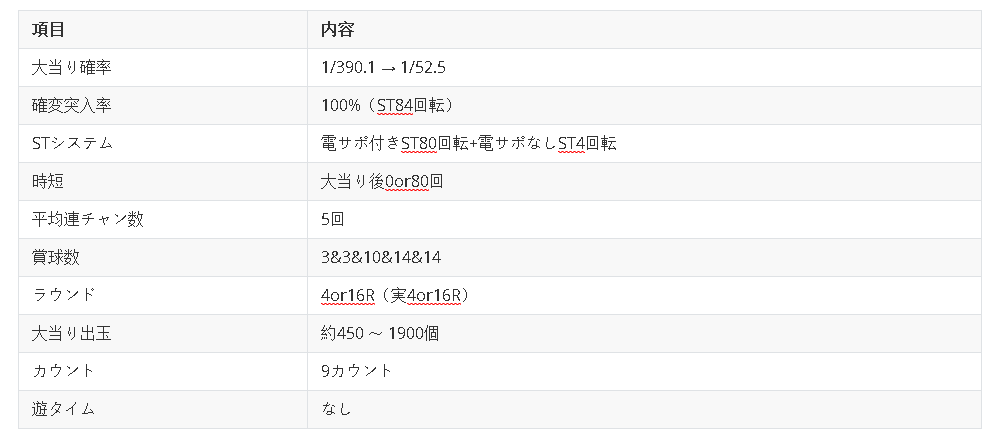 項目 内容
大当り確率 1/390.1 → 1/52.5
確変突入率 100%（ST84回転）
STシステム 電サポ付きST80回転+電サポなしST4回転
時短 大当り後0or80回
平均連チャン数 5回
賞球数 3&3&10&14&14
ラウンド 4or16R（実4or16R）
大当り出玉 約450 ～ 1900個
カウント 9カウント
遊タイム なし